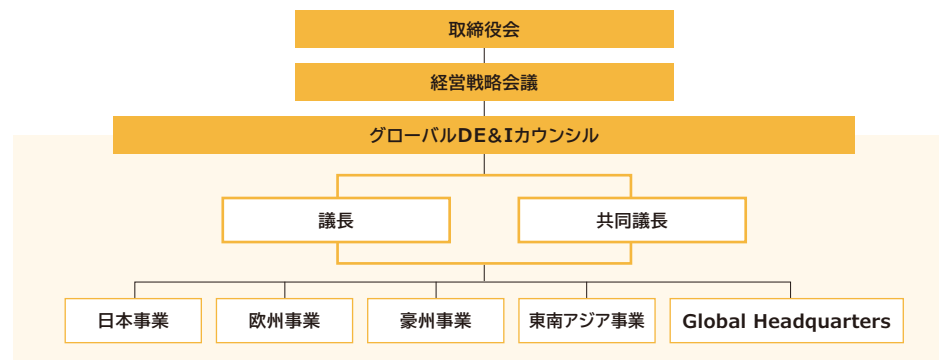 取締役会
経営戦略会議
グローバルDE&Iカウンシル
議長
共同議長
日本事業
欧州事業
豪州事業
東南アジア事業
Global Headquarters